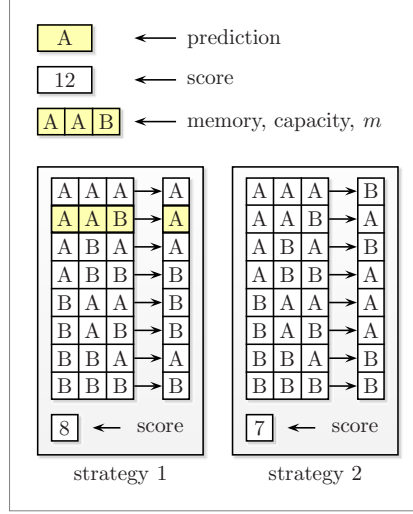 A prediction
12 score
A A B memory, capacity, m
A A A A
A A B A
A B A A
A B B B
B A A B
B A B B
B B A A
B B B B
8 score
strategy 1
A A A B
A A B A
A B A B
A B B A
B A A A
B A B A
B B A B
B B B B
7 score
strategy 2